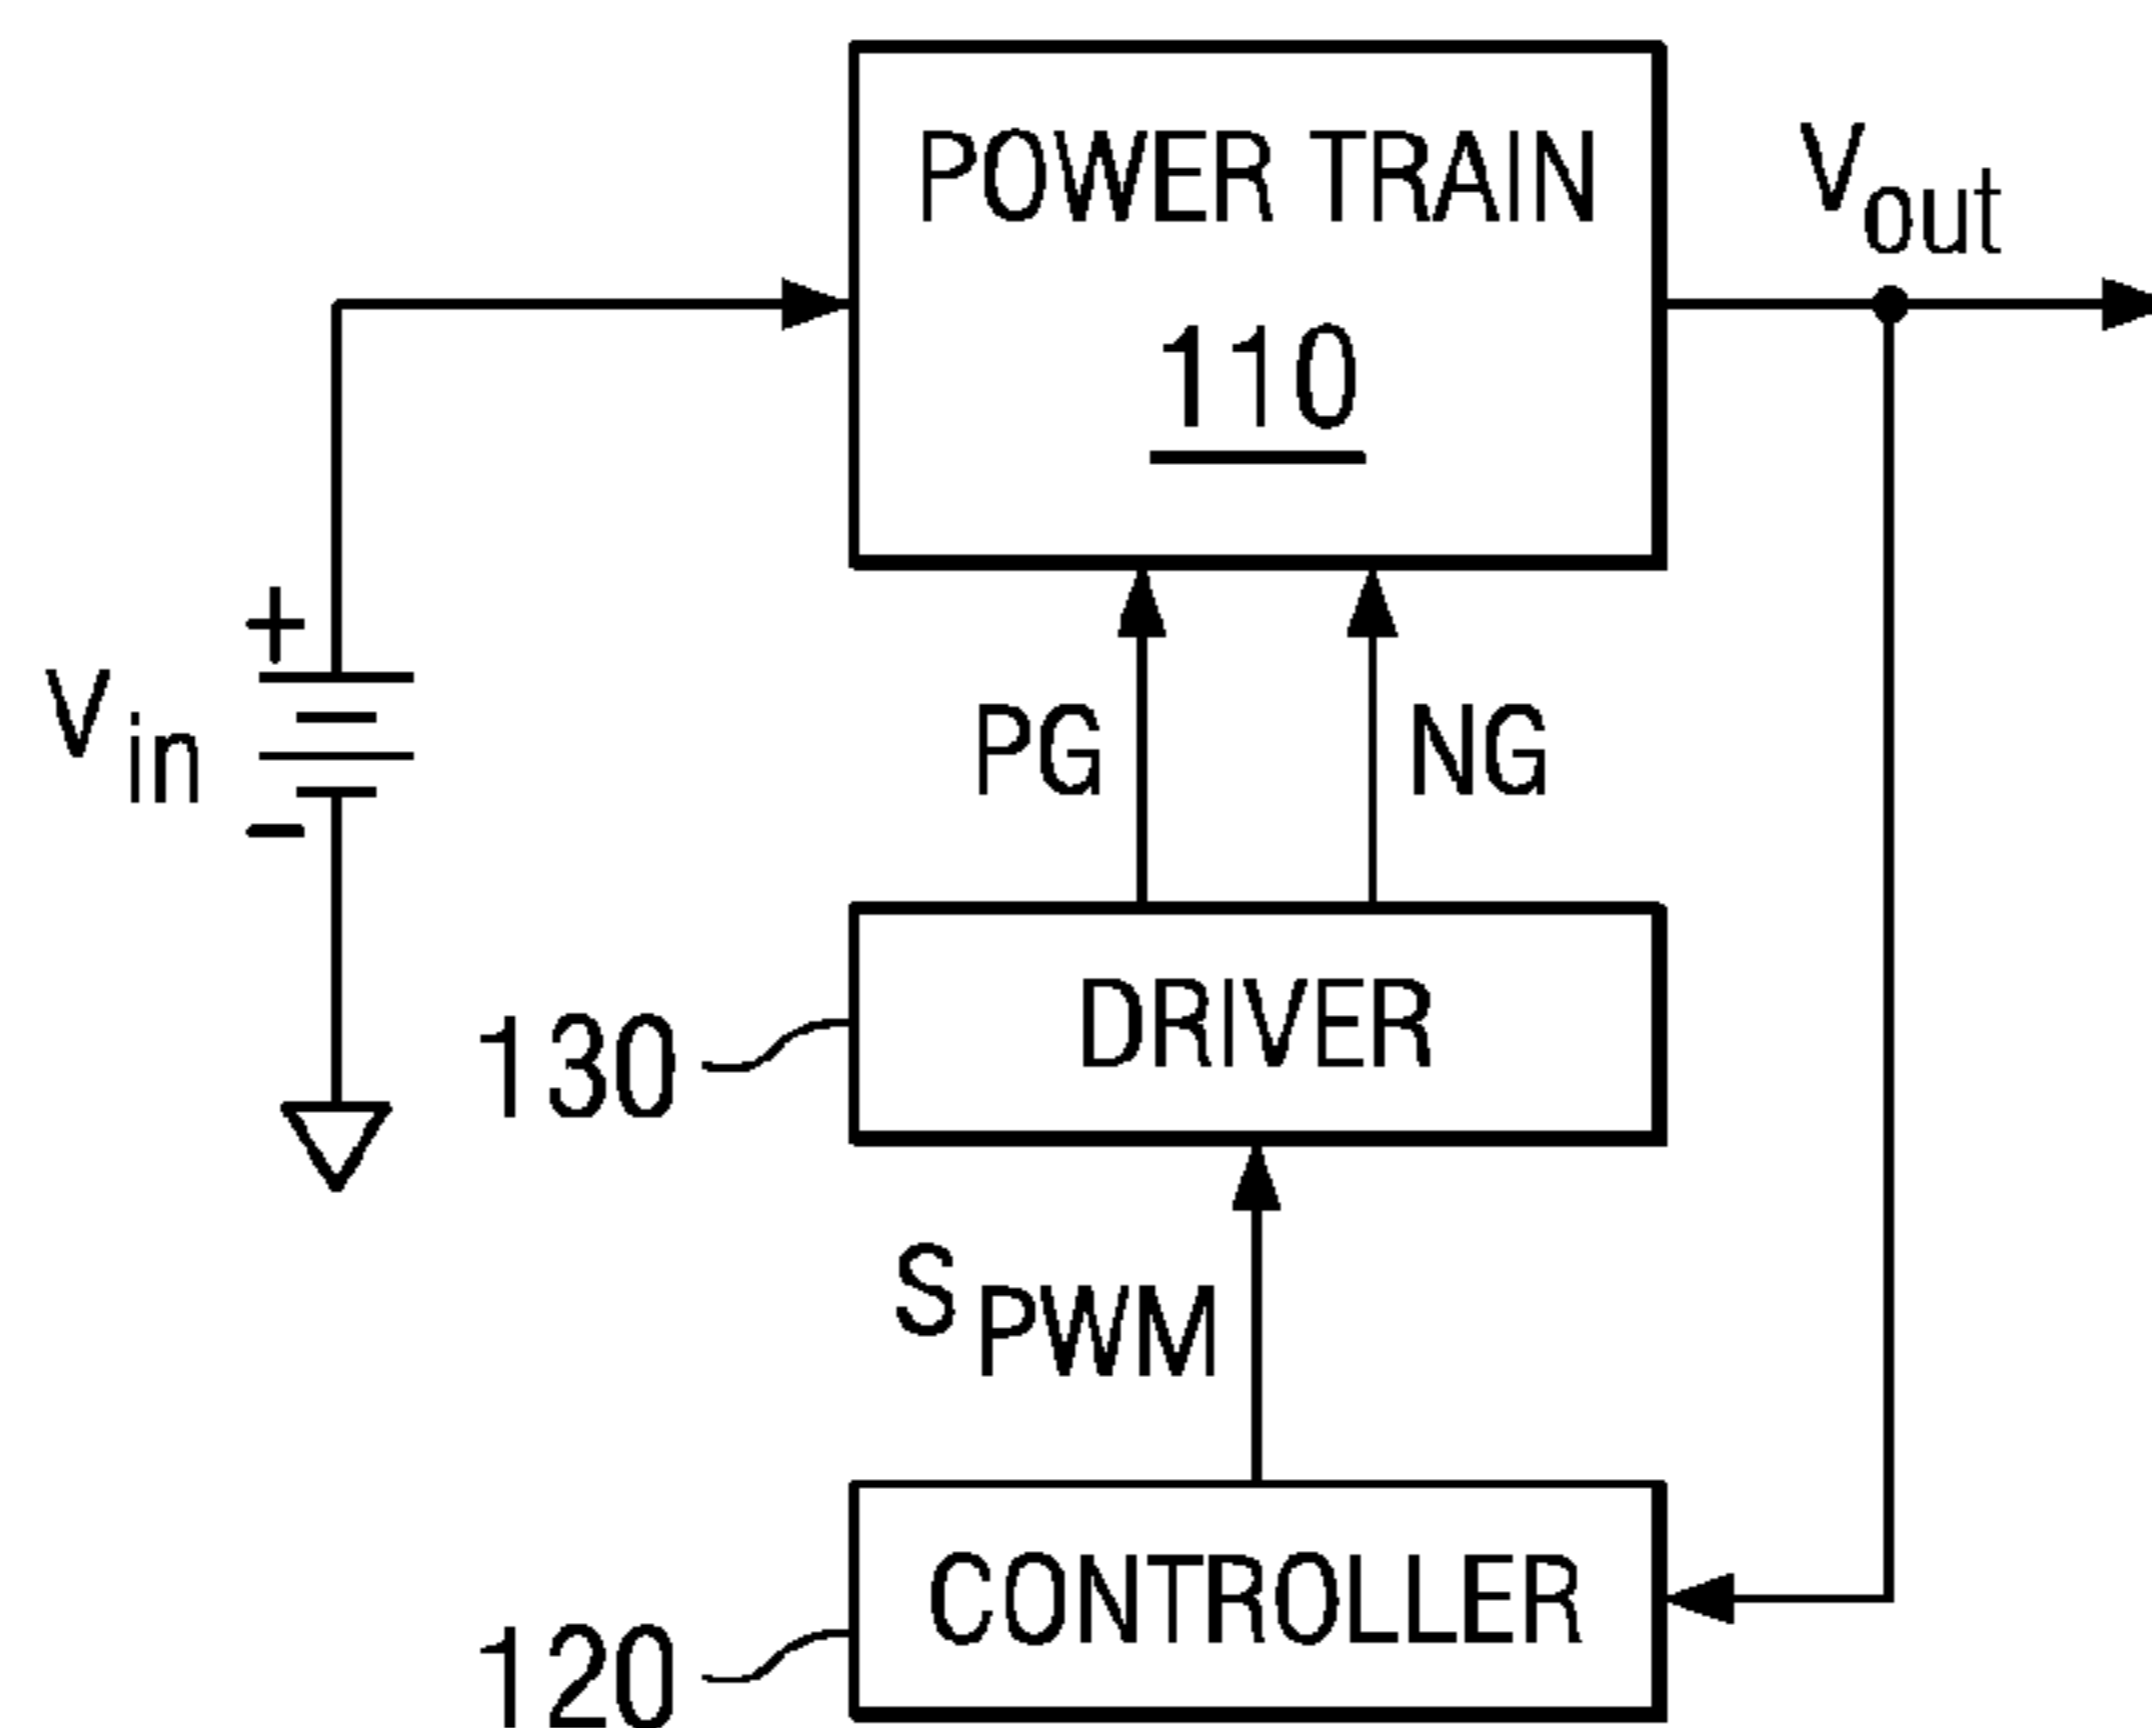 POWER TRAIN
110
Vout
+
Vin
−
PG
NG
130
DRIVER
SPWM
120
CONTROLLER